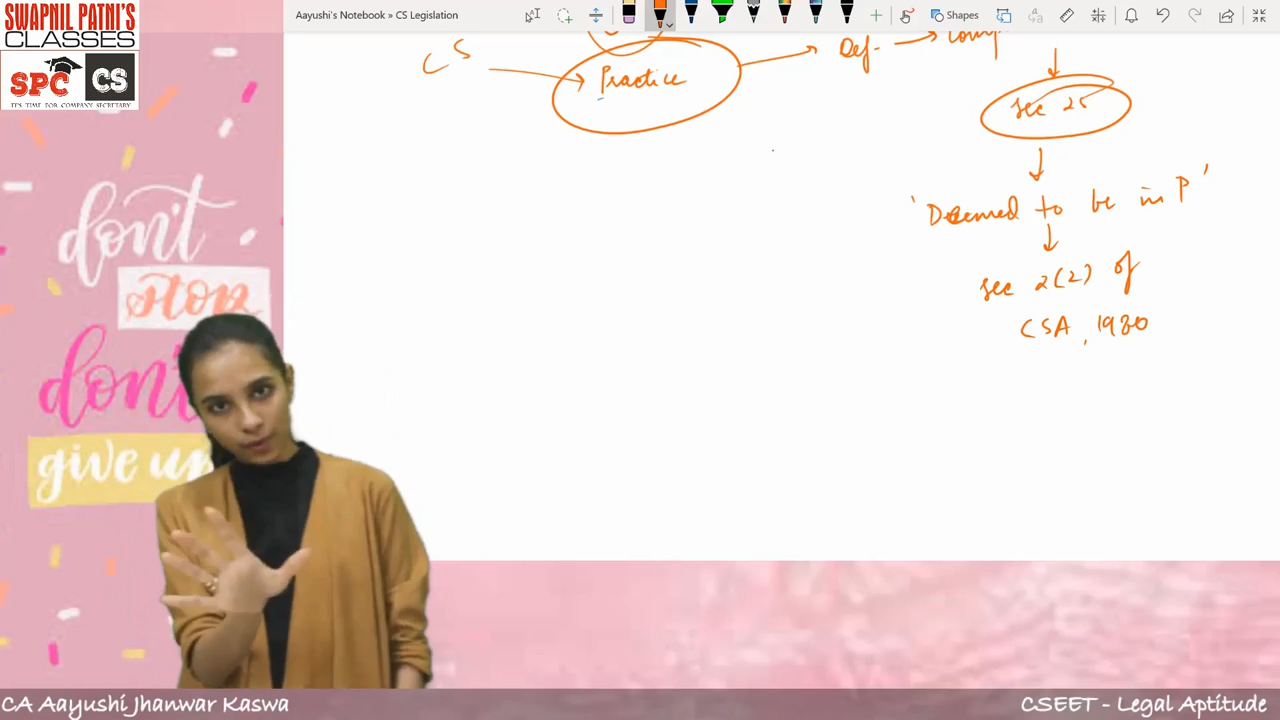 SWAPNIL PATNI'S
CLASSES
SPC CS
IT'S TIME FOR COMPANY SECRETARY
Aayushi's Notebook » CS Legislation
Shapes
CS
Practice
Def.
Sec 25
'Deemed to be in P'
Sec 2(2) of
CSA, 1980
don't
stop
don't
give up
CA Aayushi Jhanwar Kaswa
CSEET - Legal Aptitude